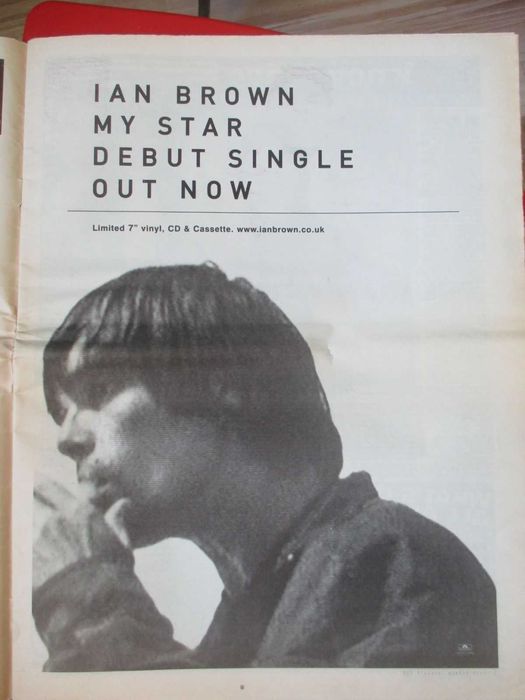 IAN BROWN
MY STAR
DEBUT SINGLE
OUT NOW
Limited 7" vinyl, CD & Cassette. www.ianbrown.co.uk